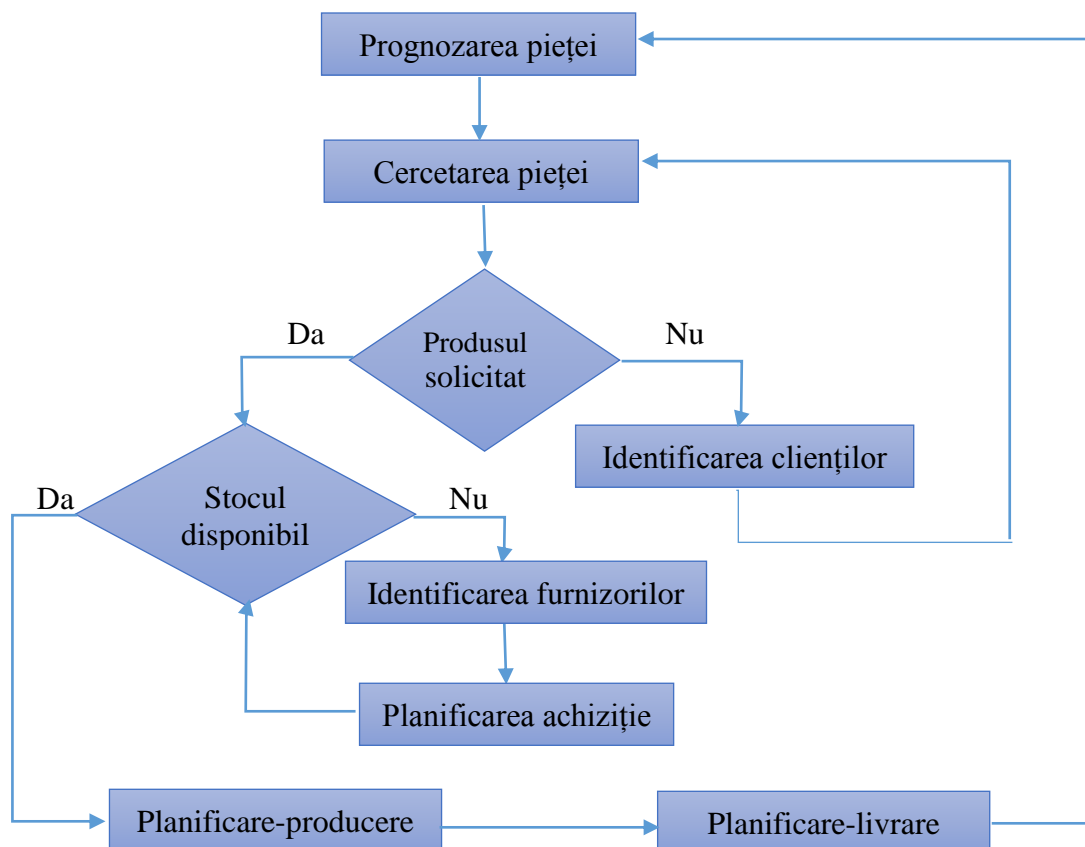 Prognozarea pieței
Cercetarea pieței
Da
Produsul
solicitat
Nu
Identificarea clienților
Da
Stocul
disponibil
Nu
Identificarea furnizorilor
Planificarea achiziție
Planificare-producere
Planificare-livrare